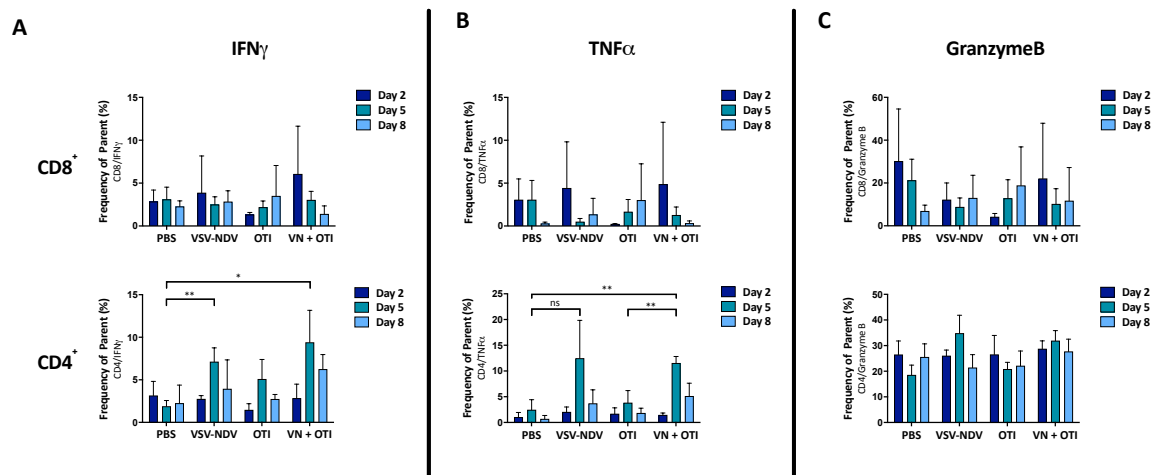 A
IFNγ
B
TNFα
C
GranzymeB
CD8+
Frequency of Parent (%)
CD8/IFNγ
15
10
5
0
PBS
VSV-NDV
OTI
VN + OTI
Day 2
Day 5
Day 8
Frequency of Parent (%)
CD8/TNFα
15
10
5
0
PBS
VSV-NDV
OTI
VN + OTI
Day 2
Day 5
Day 8
Frequency of Parent (%)
CD8/Granzyme B
60
40
20
0
PBS
VSV-NDV
OTI
VN + OTI
Day 2
Day 5
Day 8
CD4+
Frequency of Parent (%)
CD4/IFNγ
15
10
5
0
*
**
PBS
VSV-NDV
OTI
VN + OTI
Day 2
Day 5
Day 8
Frequency of Parent (%)
CD4/TNFα
25
20
15
10
5
0
**
ns
**
PBS
VSV-NDV
OTI
VN + OTI
Day 2
Day 5
Day 8
Frequency of Parent (%)
CD4/Granzyme B
50
40
30
20
10
0
PBS
VSV-NDV
OTI
VN + OTI
Day 2
Day 5
Day 8